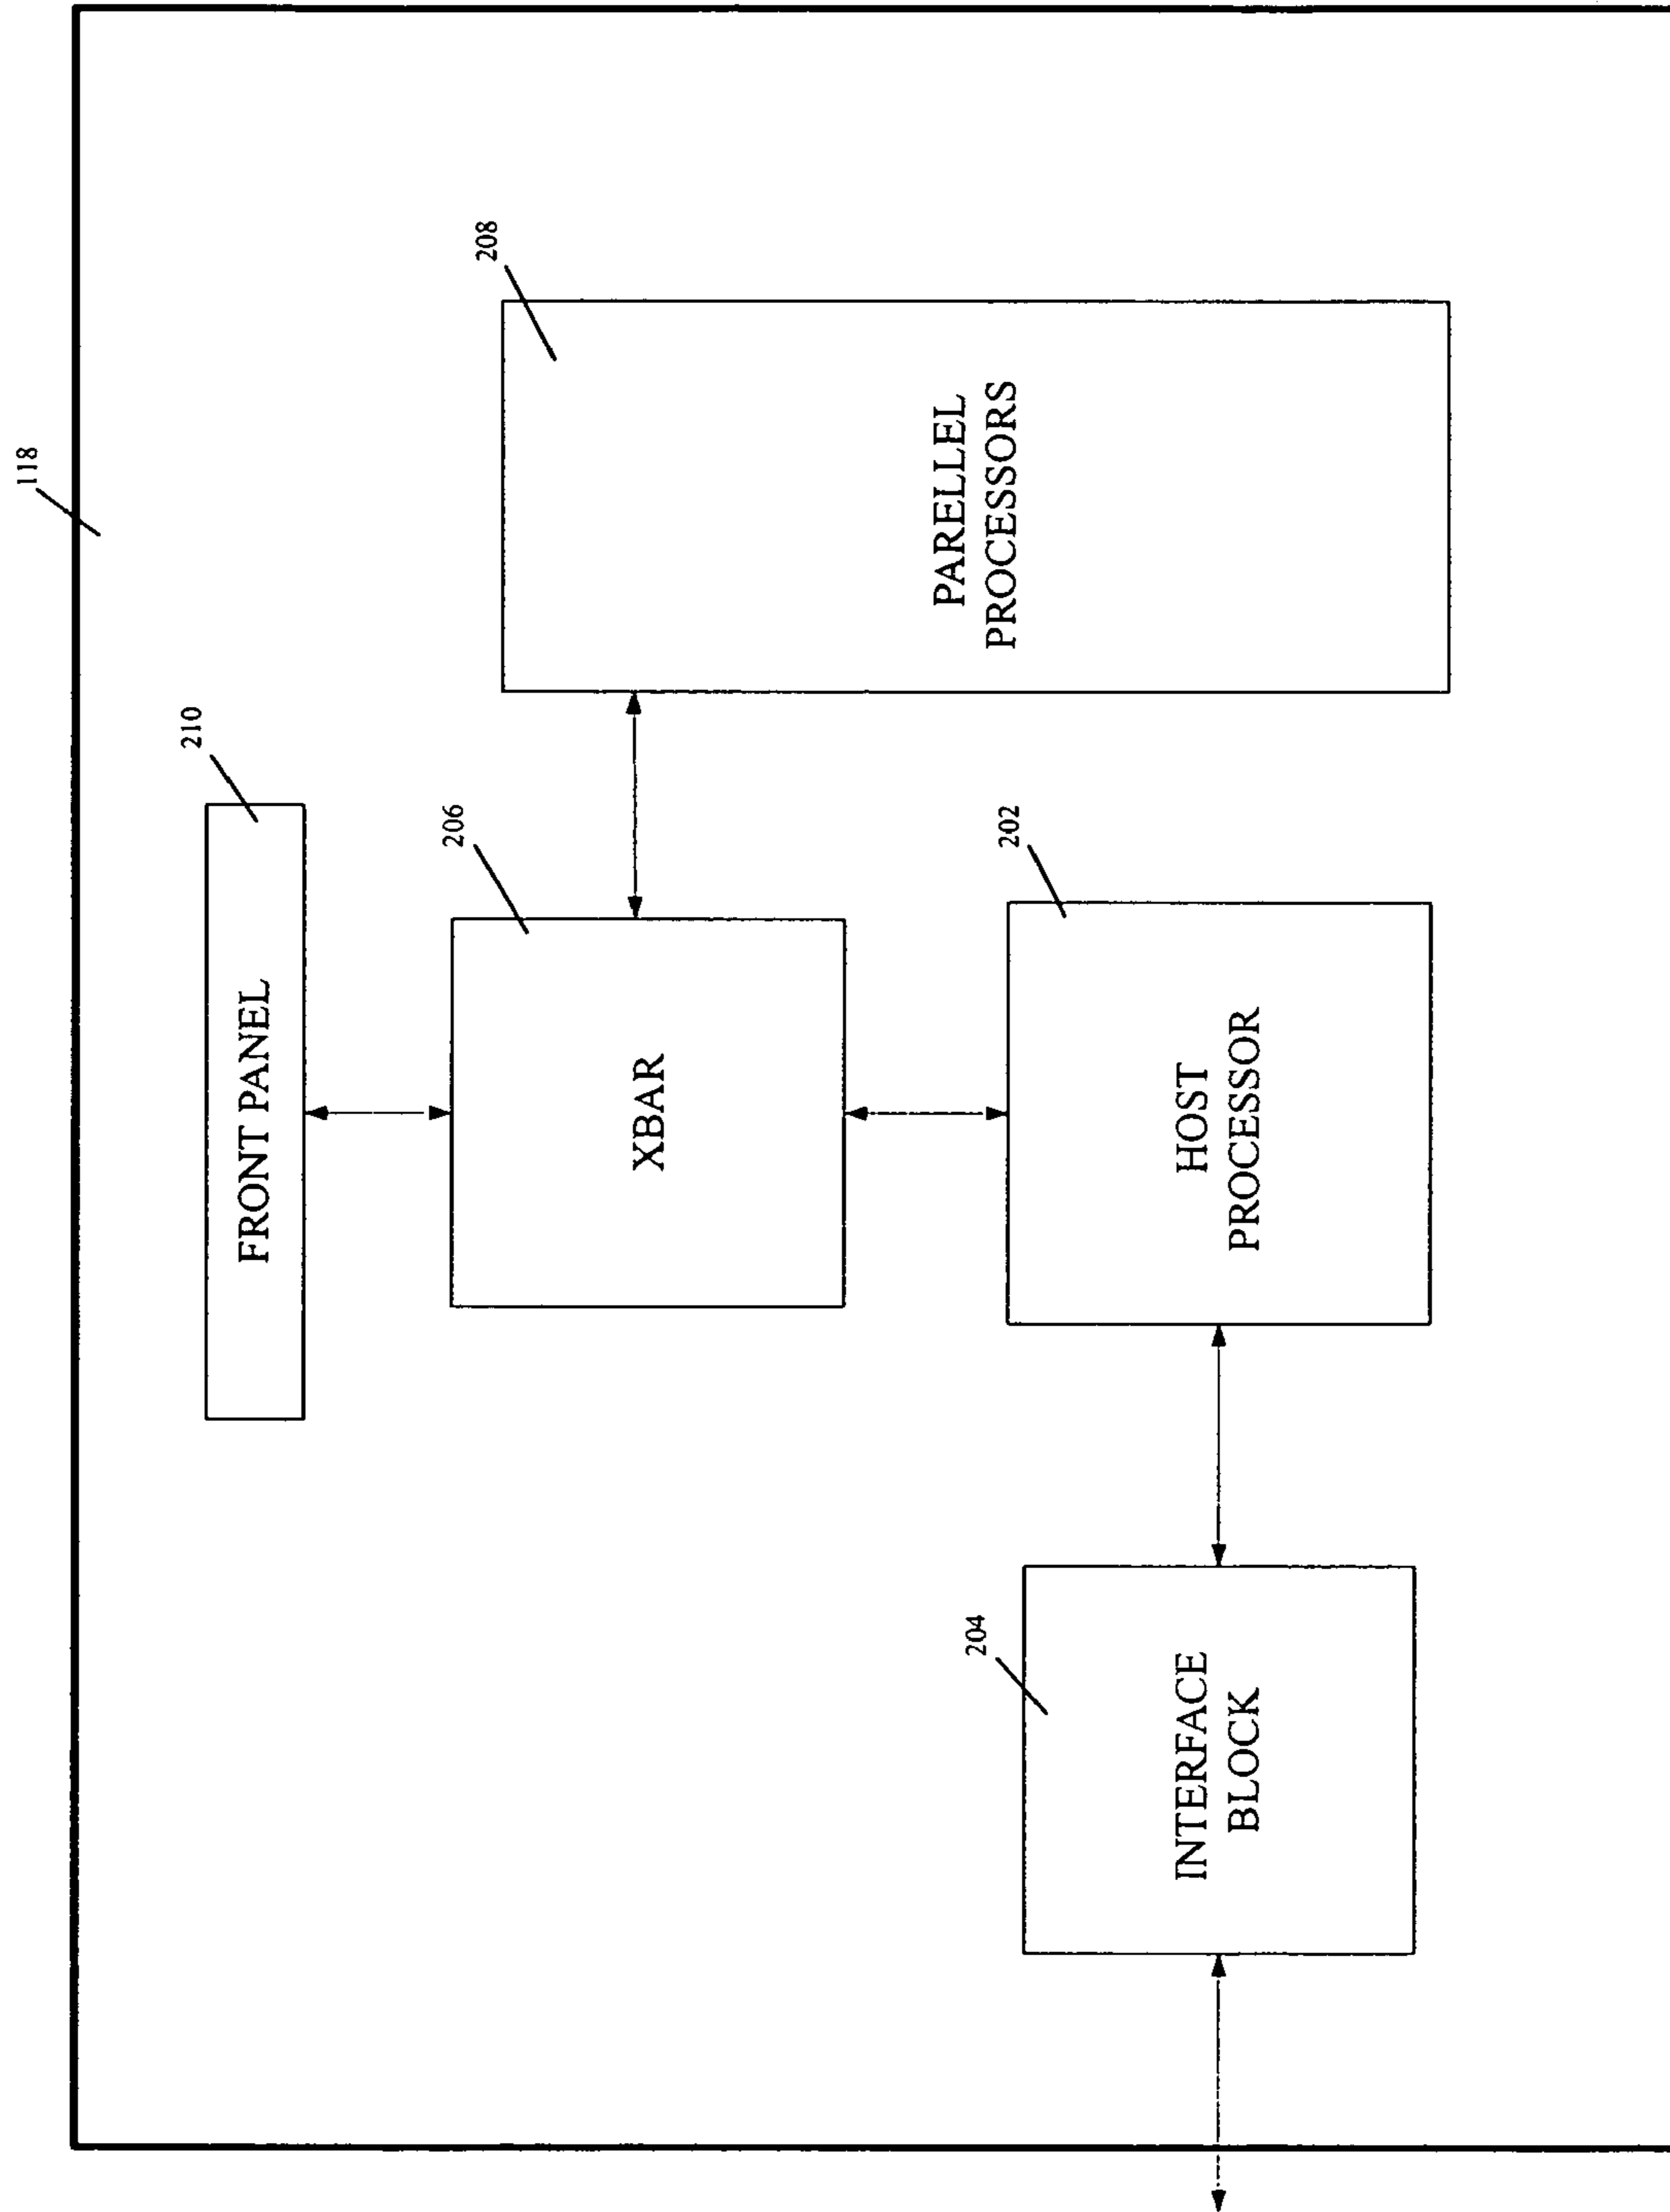 118
210
FRONT PANEL
208
206
XBAR
PARELLEL
PROCESSORS
202
HOST
PROCESSOR
204
INTERFACE
BLOCK